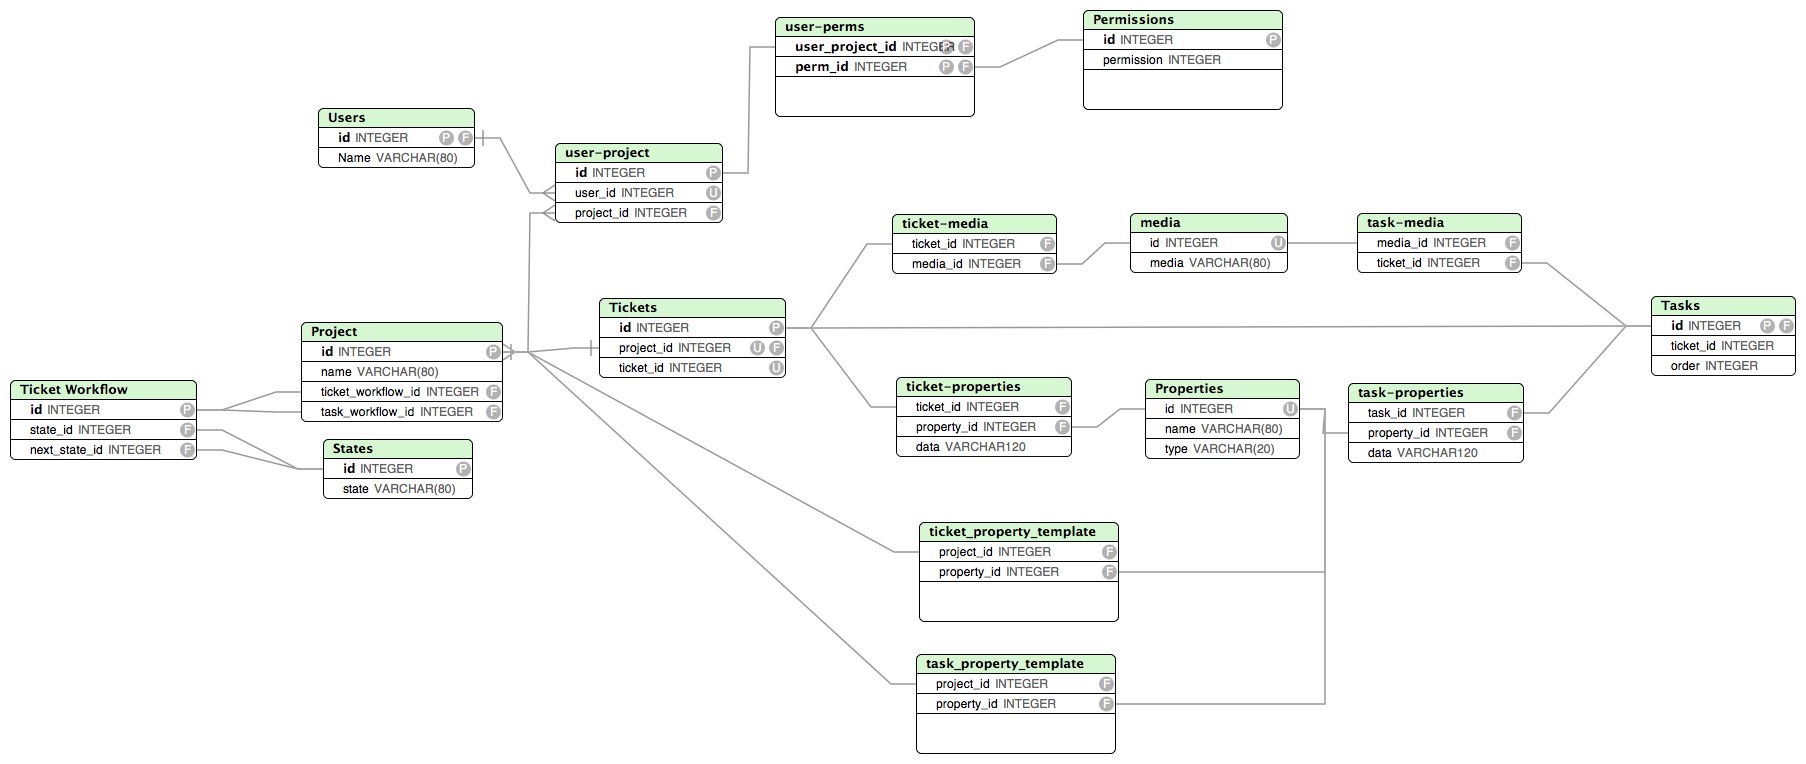 user-perms
user_project_id INTEGER P F
perm_id INTEGER P F
Permissions
id INTEGER P
permission INTEGER
Users
id INTEGER P F
Name VARCHAR(80)
user-project
id INTEGER P
user_id INTEGER U
project_id INTEGER F
ticket-media
ticket_id INTEGER F
media_id INTEGER F
media
id INTEGER U
media VARCHAR(80)
task-media
media_id INTEGER F
ticket_id INTEGER F
Tickets
id INTEGER P
project_id INTEGER U F
ticket_id INTEGER U
Tasks
id INTEGER P F
ticket_id INTEGER
order INTEGER
Project
id INTEGER P
name VARCHAR(80)
ticket_workflow_id INTEGER F
task_workflow_id INTEGER F
Ticket Workflow
id INTEGER P
state_id INTEGER F
next_state_id INTEGER F
States
id INTEGER P
state VARCHAR(80)
ticket-properties
ticket_id INTEGER F
property_id INTEGER F
data VARCHAR120
Properties
id INTEGER U
name VARCHAR(80)
type VARCHAR(20)
task-properties
task_id INTEGER F
property_id INTEGER F
data VARCHAR120
ticket_property_template
project_id INTEGER F
property_id INTEGER F
task_property_template
project_id INTEGER F
property_id INTEGER F